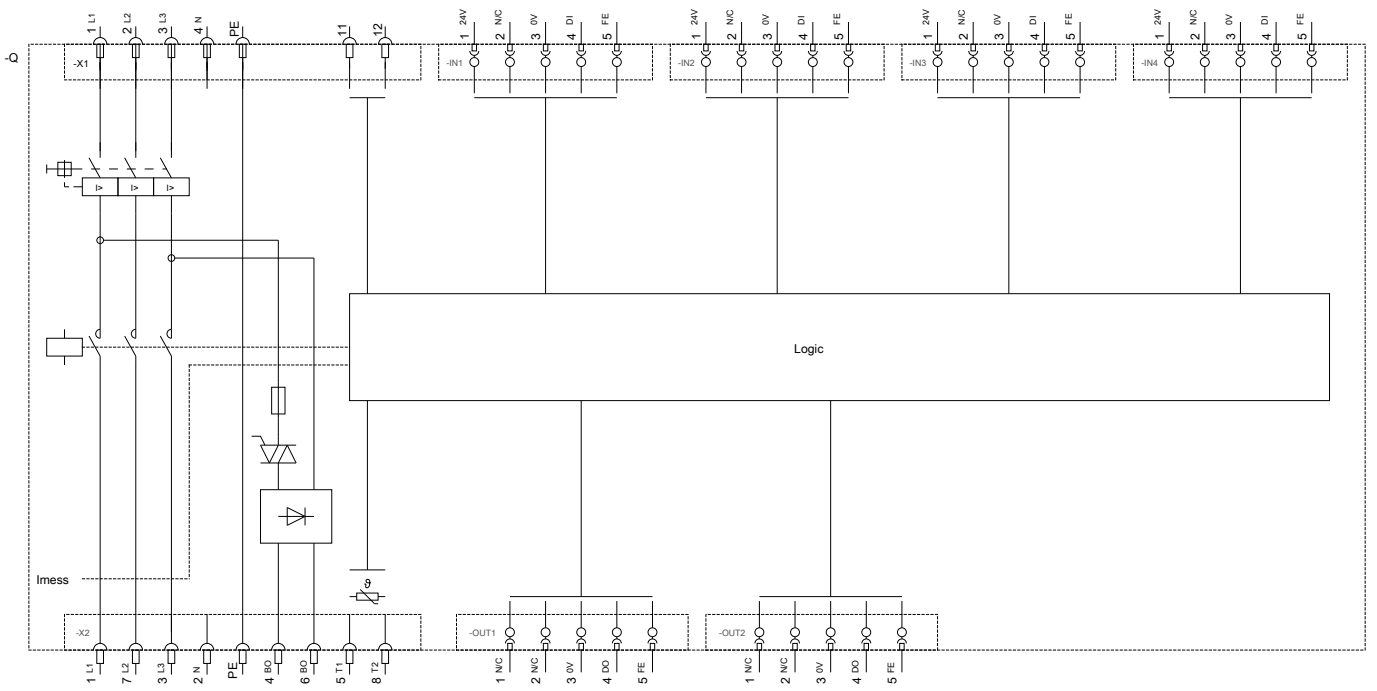 1 L1 2 L2 3 L3 4 N PE 11 12 1 24V 2 N/C 3 0V 4 DI 5 FE 1 24V 2 N/C 3 0V 4 DI 5 FE 1 24V 2 N/C 3 0V 4 DI 5 FE 1 24V 2 N/C 3 0V 4 DI 5 FE
-Q
-X1 -IN1 -IN2 -IN3 -IN4
I> I> I>
Logic
Imess
ϑ
-X2 -OUT1 -OUT2
1 L1 7 L2 3 L3 2 N PE 4 BO 6 BO 5 T1 8 T2 1 N/C 2 N/C 3 0V 4 DO 5 FE 1 N/C 2 N/C 3 0V 4 DO 5 FE